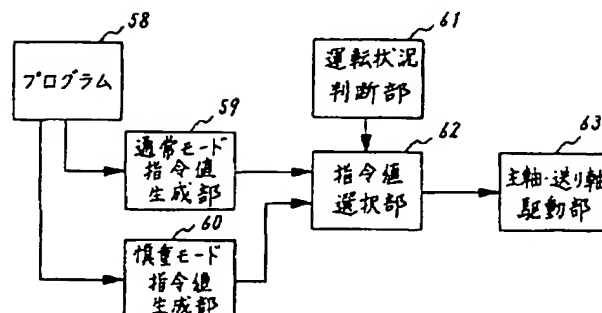 58
プログラム
59
通常モード
指令値
生成部
60
慎重モード
指令値
生成部
61
運転状況
判断部
62
指令値
選択部
63
主軸・送り軸
駆動部